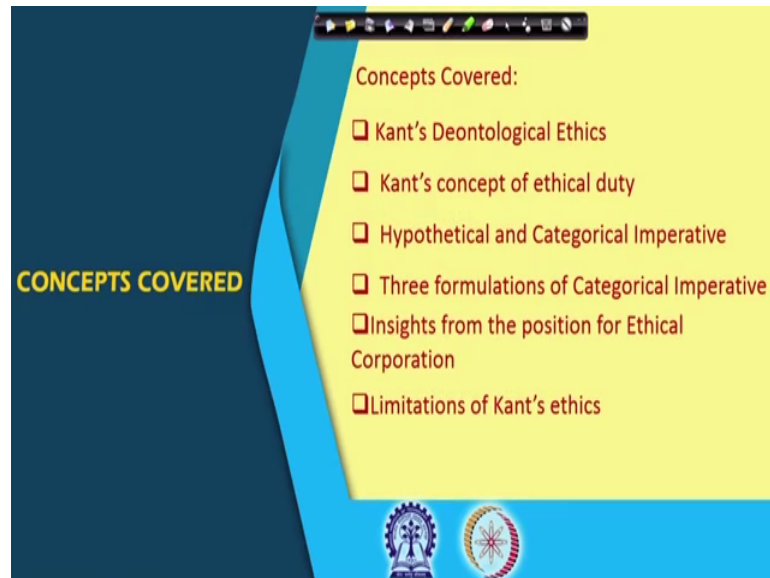 Concepts Covered:
❑ Kant's Deontological Ethics
❑ Kant's concept of ethical duty
❑ Hypothetical and Categorical Imperative
CONCEPTS COVERED
❑ Three formulations of Categorical Imperative
❑Insights from the position for Ethical
Corporation
❑Limitations of Kant's ethics